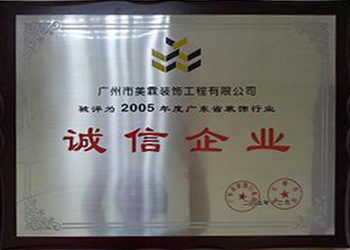 广州市美霖装饰工程有限公司
被评为 2005 年度广东省装饰行业
诚信企业